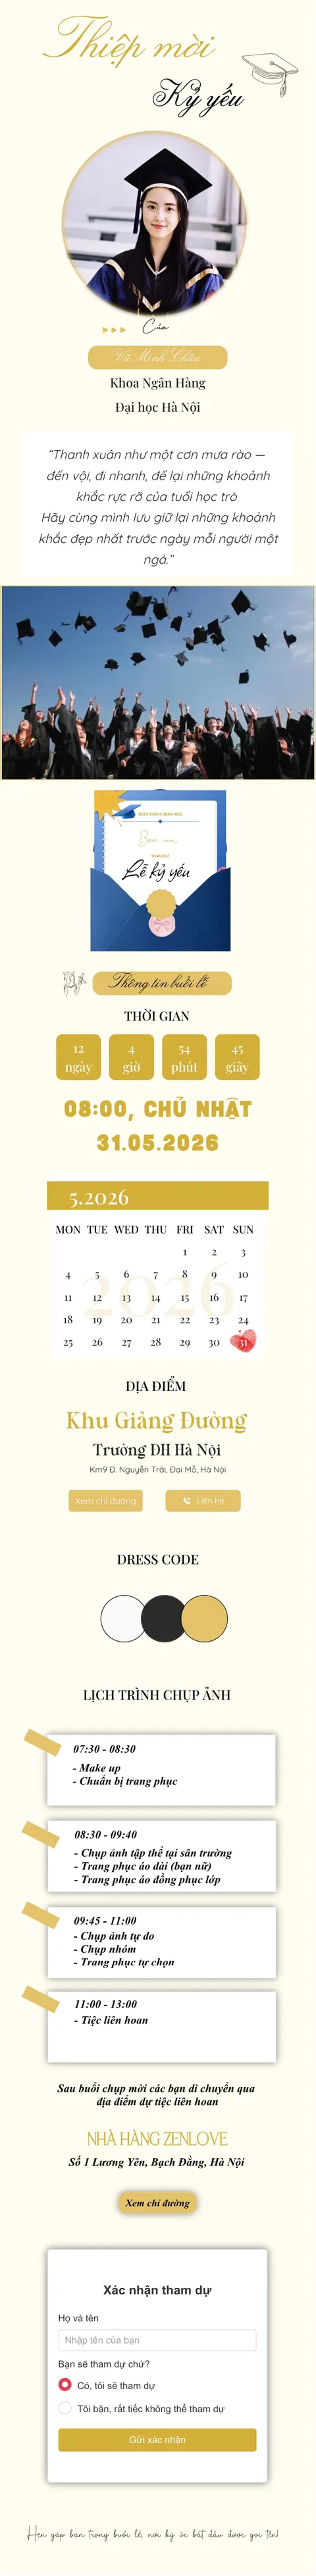 Thiệp mời
Kỷ yếu
Của
Vũ Minh Châu
Khoa Ngân Hàng
Đại học Hà Nội
“Thanh xuân như một cơn mưa rào –
đến vội, đi nhanh, để lại những khoảnh
khắc rực rỡ của tuổi học trò
Hãy cùng mình lưu giữ lại những khoảnh
khắc đẹp nhất trước ngày mỗi người một
ngả.”
TRÂN TRỌNG KÍNH MỜI
THAM DỰ
Lễ kỷ yếu
Thông tin buổi lễ
THỜI GIAN
12 4 54 45
ngày giờ phút giây
08:00, CHỦ NHẬT
31.05.2026
5.2026
2026
MON TUE WED THU FRI SAT SUN
1 2 3
4 5 6 7 8 9 10
11 12 13 14 15 16 17
18 19 20 21 22 23 24
25 26 27 28 29 30 31
ĐỊA ĐIỂM
Khu Giảng Đường
Trường ĐH Hà Nội
Km9 Đ. Nguyễn Trãi, Đại Mỗ, Hà Nội
Xem chỉ đường Liên hệ
DRESS CODE
LỊCH TRÌNH CHỤP ẢNH
07:30 - 08:30
- Make up
- Chuẩn bị trang phục
08:30 - 09:40
- Chụp ảnh tập thể tại sân trường
- Trang phục áo dài (bạn nữ)
- Trang phục áo đồng phục lớp
09:45 - 11:00
- Chụp ảnh tự do
- Chụp nhóm
- Trang phục tự chọn
11:00 - 13:00
- Tiệc liên hoan
Sau buổi chụp mời các bạn di chuyển qua
địa điểm dự tiệc liên hoan
NHÀ HÀNG ZENLOVE
Số 1 Lương Yên, Bạch Đằng, Hà Nội
Xem chỉ đường
Xác nhận tham dự
Họ và tên
Nhập tên của bạn
Bạn sẽ tham dự chứ?
Có, tôi sẽ tham dự
Tôi bận, rất tiếc không thể tham dự
Gửi xác nhận
Hẹn gặp bạn trong buổi lễ, nơi ký ức bắt đầu được gọi tên!